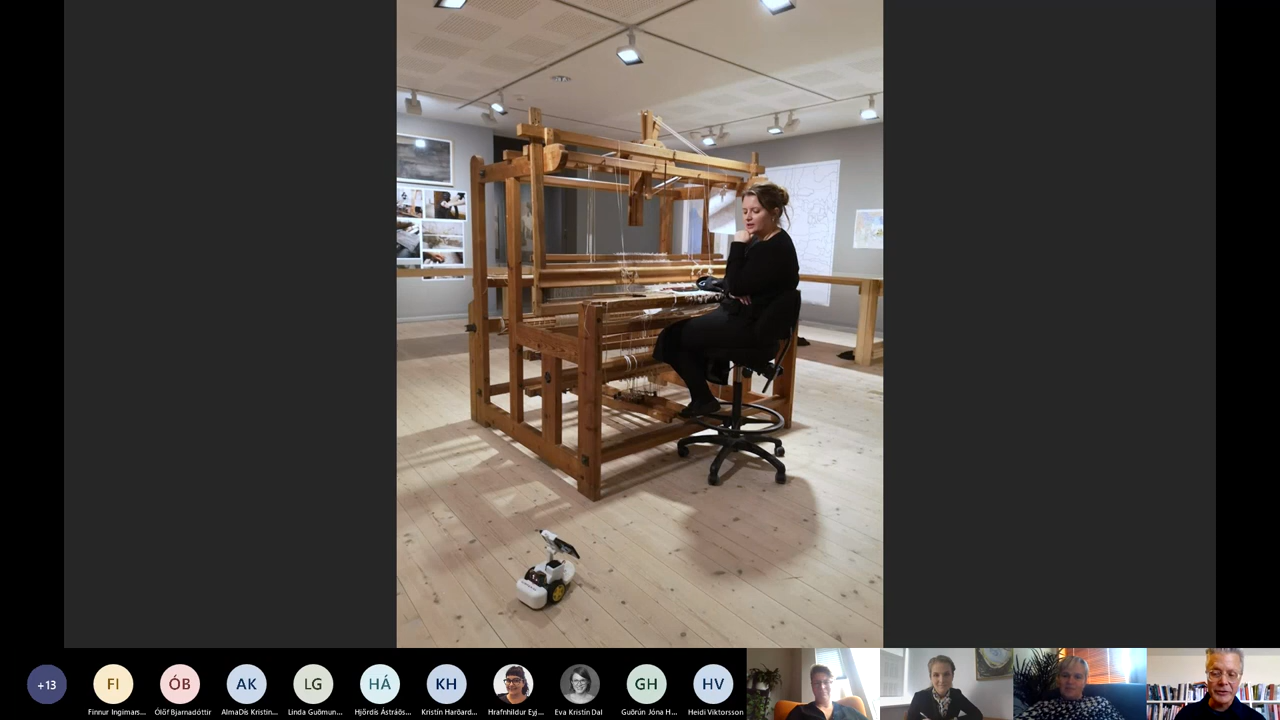 +13
FI
ÓB
AK
LG
HÁ
KH
GH
HV
Finnur Ingimars...
Ólöf Bjarnadóttir
AlmaDís Kristin...
Linda Guðmun...
Hjördís Ástráðs...
Kristín Harðard...
Hrafnhildur Eyj...
Eva Kristín Dal
Guðrún Jóna H...
Heidi Viktorsson